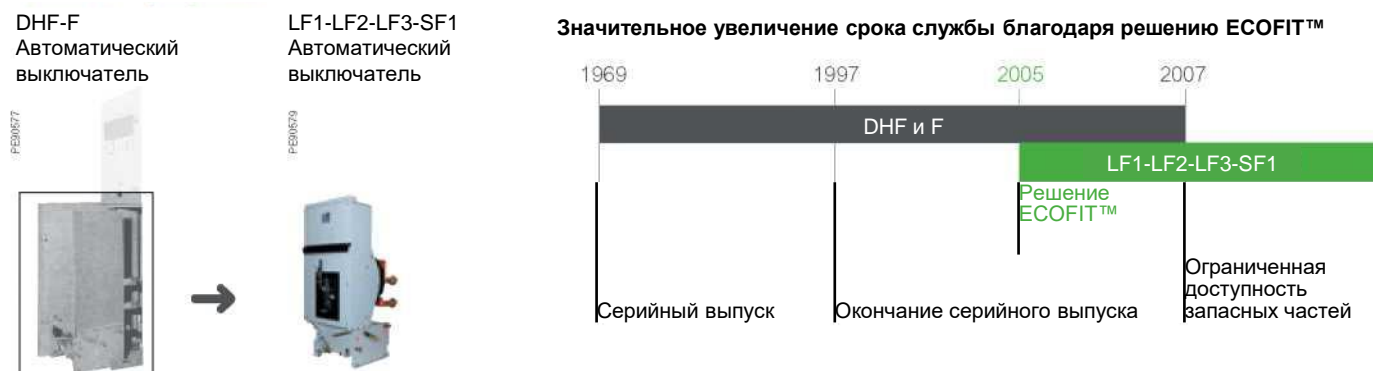 DHF-F
Автоматический
выключатель
PE90577
LF1-LF2-LF3-SF1
Автоматический
выключатель
PE90579
Значительное увеличение срока службы благодаря решению ECOFIT™
1969
1997
2005
2007
DHF и F
LF1-LF2-LF3-SF1
Решение
ECOFIT™
Серийный выпуск
Окончание серийного выпуска
Ограниченная
доступность
запасных частей